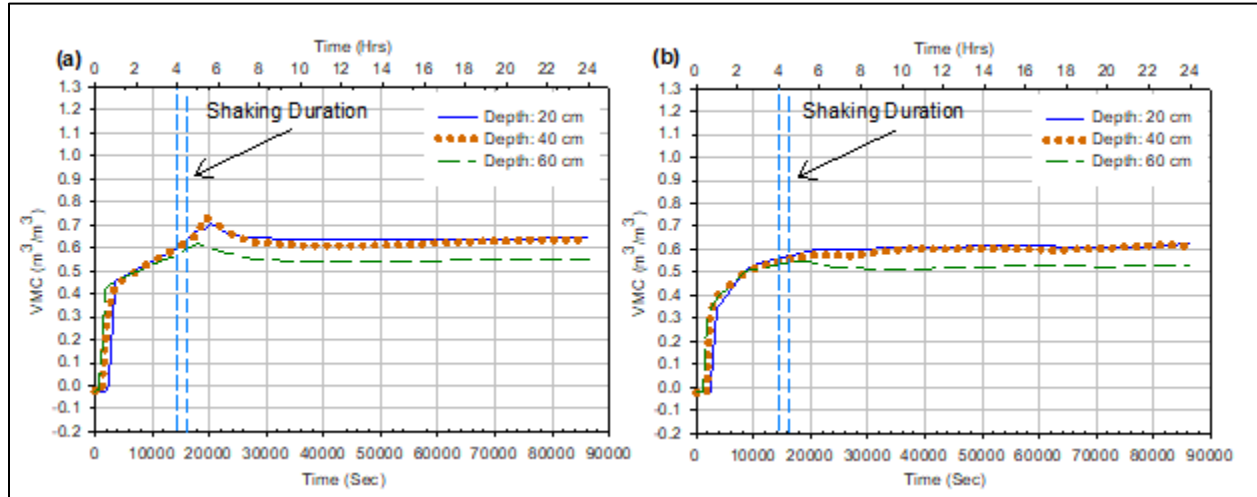 (a)
Time (Hrs)
0 2 4 6 8 10 12 14 16 18 20 22 24
1.3
1.2
1.1
1.0
0.9
0.8
0.7
0.6
0.5
0.4
0.3
0.2
0.1
0.0
-0.1
-0.2
VMC (m³/m³)
Shaking Duration
Depth: 20 cm
Depth: 40 cm
Depth: 60 cm
0 10000 20000 30000 40000 50000 60000 70000 80000 90000
Time (Sec)
(b)
Time (Hrs)
0 2 4 6 8 10 12 14 16 18 20 22 24
1.3
1.2
1.1
1.0
0.9
0.8
0.7
0.6
0.5
0.4
0.3
0.2
0.1
0.0
-0.1
-0.2
VMC (m³/m³)
Shaking Duration
Depth: 20 cm
Depth: 40 cm
Depth: 60 cm
0 10000 20000 30000 40000 50000 60000 70000 80000 90000
Time (Sec)